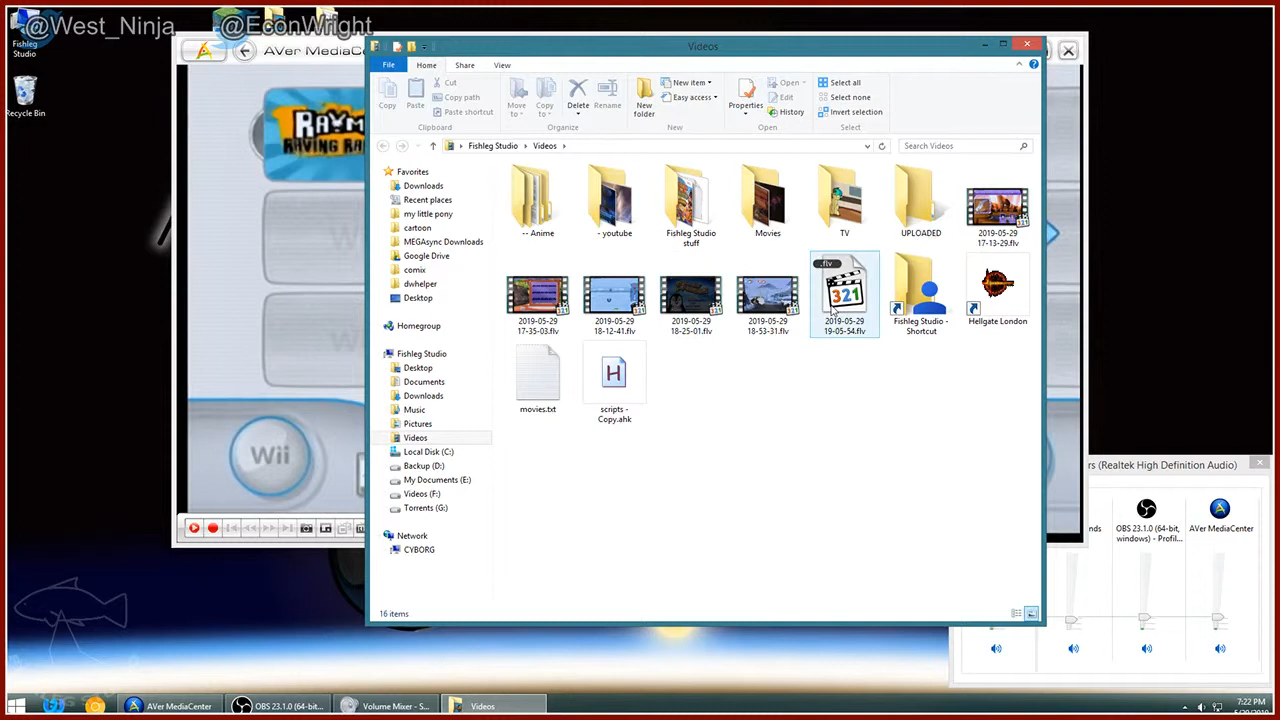 @West_Ninja @EconWright
Fishleg
Studio
Recycle Bin
AVer MediaC
Videos
File Home Share View
Copy
Paste
Cut
Copy path
Paste shortcut
Clipboard
Move
to
Copy
to
Delete
Rename
Organize
New
folder
New item
Easy access
New
Properties
Open
Edit
History
Open
Select all
Select none
Invert selection
Select
Fishleg Studio Videos
Search Videos
Favorites
Downloads
Recent places
my little pony
cartoon
MEGAsync Downloads
Google Drive
comix
dwhelper
Desktop
Homegroup
Fishleg Studio
Desktop
Documents
Downloads
Music
Pictures
Videos
Local Disk (C:)
Backup (D:)
My Documents (E:)
Videos (F:)
Torrents (G:)
Network
CYBORG
-- Anime
- youtube
Fishleg Studio
stuff
Movies
TV
UPLOADED
2019-05-29
17-13-29.flv
2019-05-29
17-35-03.flv
2019-05-29
18-12-41.flv
2019-05-29
18-25-01.flv
2019-05-29
18-53-31.flv
.flv
321
2019-05-29
19-05-54.flv
Fishleg Studio -
Shortcut
Hellgate London
movies.txt
H
scripts -
Copy.ahk
16 items
RAYM
RAVING RA
Wii
rs (Realtek High Definition Audio)
nds
OBS 23.1.0 (64-bit,
windows) - Profil...
AVer MediaCenter
AVer MediaCenter
OBS 23.1.0 (64-bit...
Volume Mixer - S...
Videos
7:22 PM